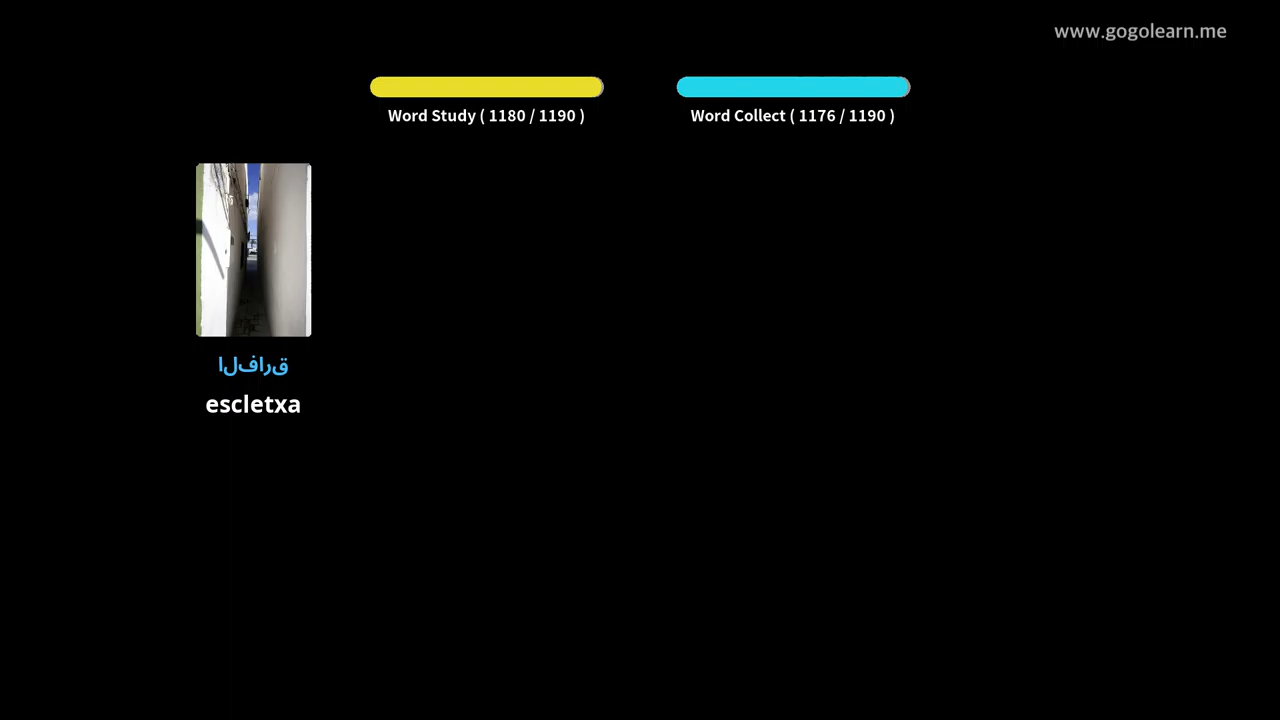 www.gogolearn.me
Word Study ( 1180 / 1190 )
Word Collect ( 1176 / 1190 )
الفارق
escletxa